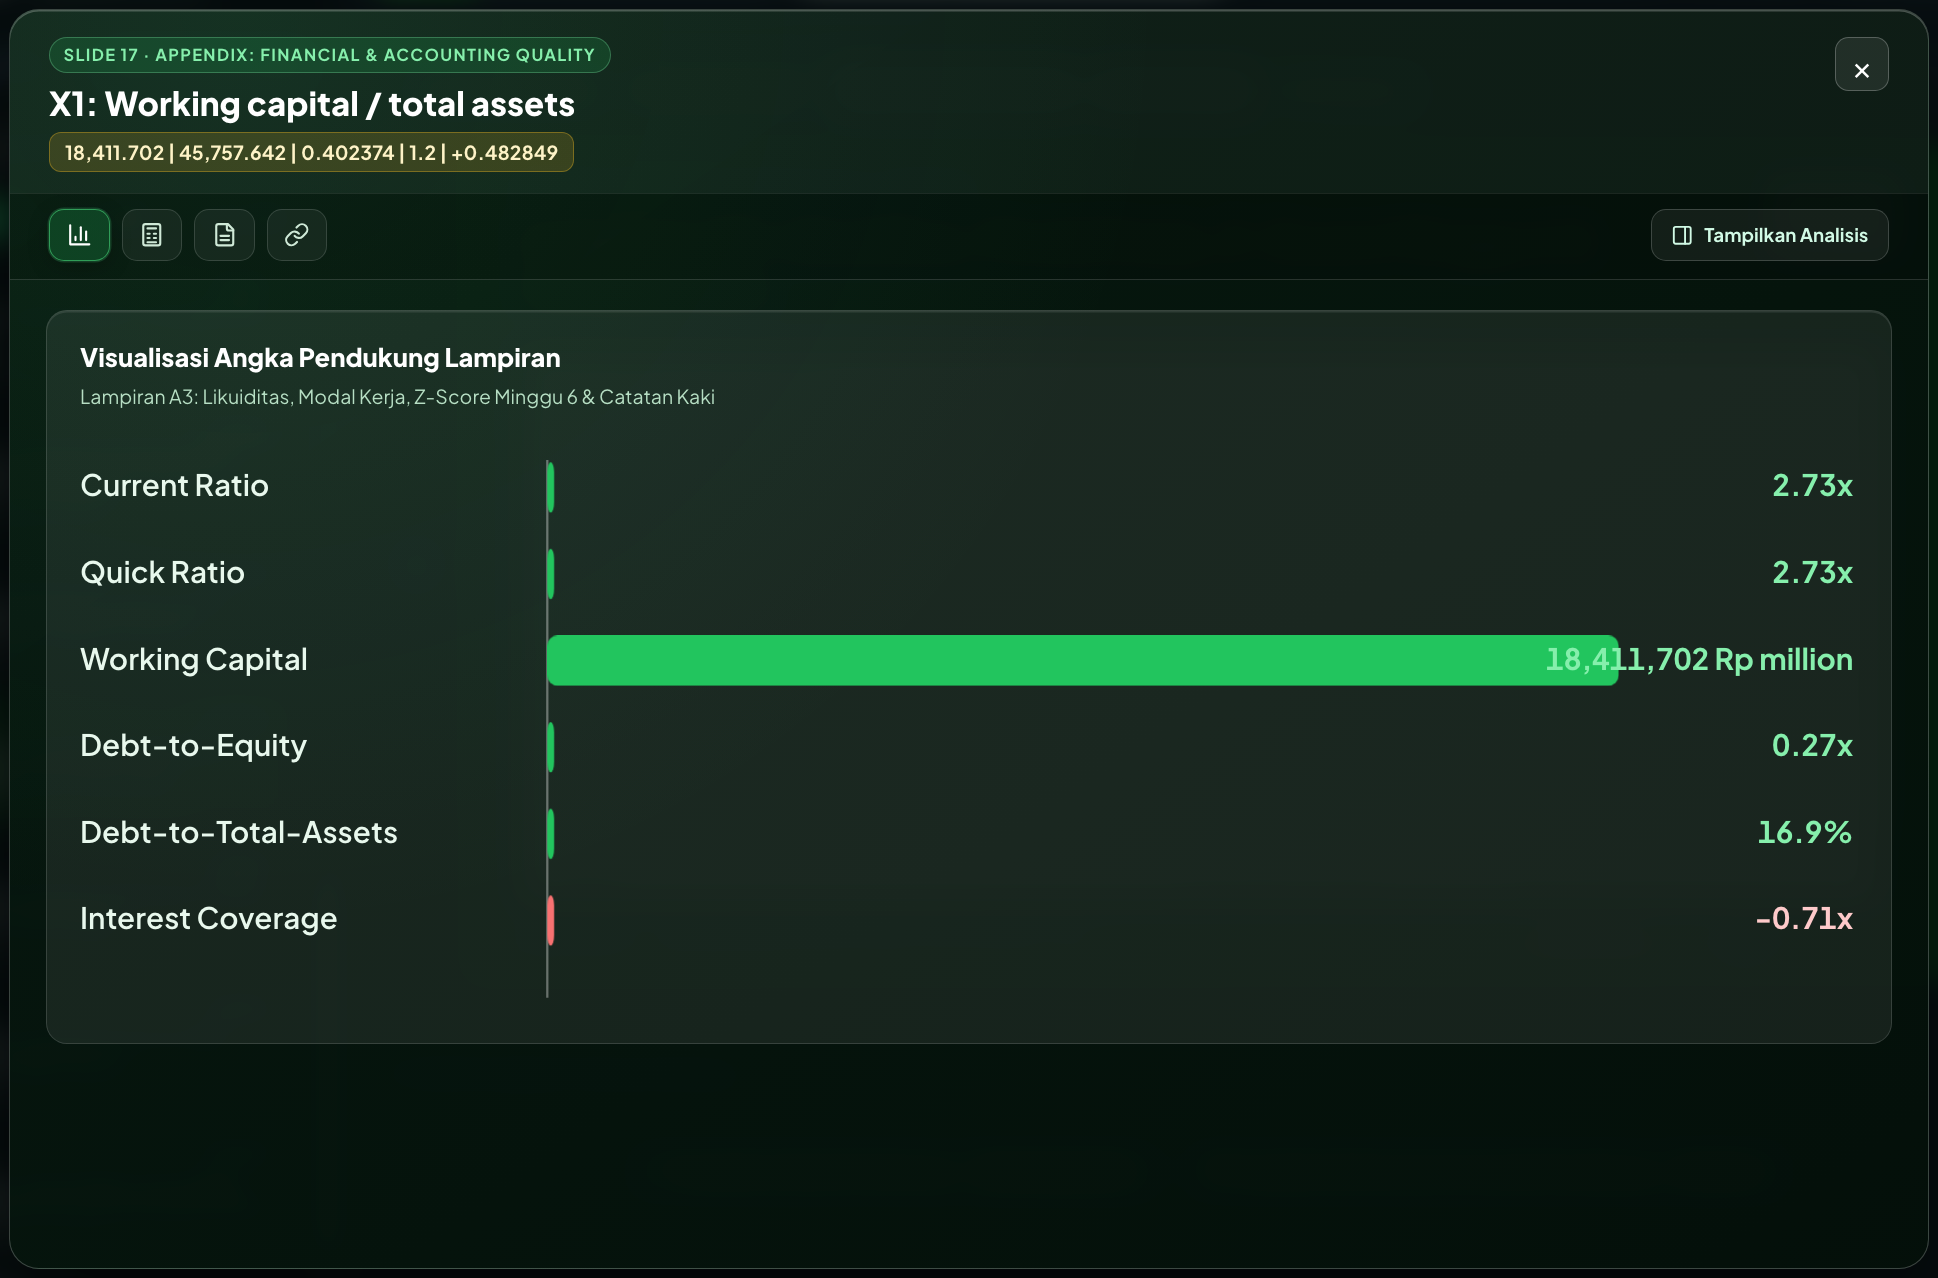 SLIDE 17 · APPENDIX: FINANCIAL & ACCOUNTING QUALITY
X1: Working capital / total assets
18,411.702 | 45,757.642 | 0.402374 | 1.2 | +0.482849
Tampilkan Analisis
Visualisasi Angka Pendukung Lampiran
Lampiran A3: Likuiditas, Modal Kerja, Z-Score Minggu 6 & Catatan Kaki
Current Ratio 2.73x
Quick Ratio 2.73x
Working Capital 18,411,702 Rp million
Debt-to-Equity 0.27x
Debt-to-Total-Assets 16.9%
Interest Coverage -0.71x